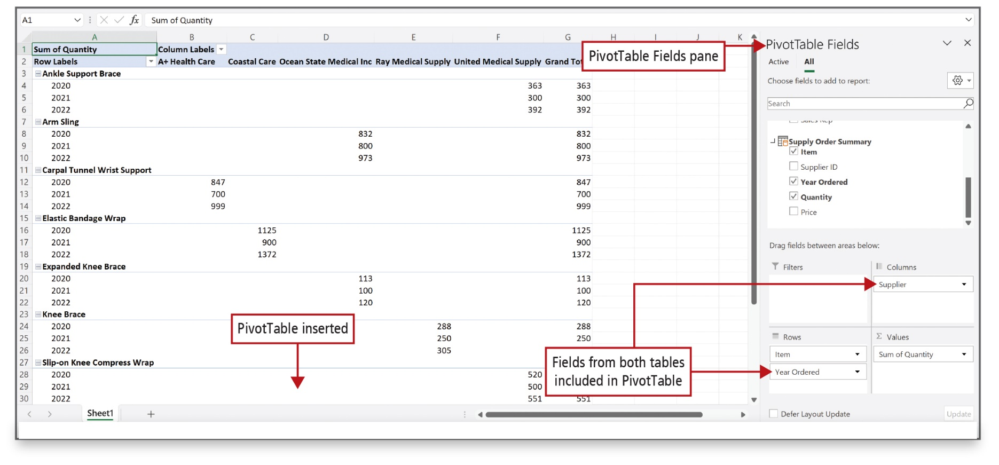 A1 fx Sum of Quantity
A B C D E F G H I J K
1 Sum of Quantity Column Labels
2 Row Labels A+ Health Care Coastal Care Ocean State Medical Inc Ray Medical Supply United Medical Supply Grand Tot
3 Ankle Support Brace
4 2020 363 363
5 2021 300 300
6 2022 392 392
7 Arm Sling
8 2020 832 832
9 2021 800 800
10 2022 973 973
11 Carpal Tunnel Wrist Support
12 2020 847 847
13 2021 700 700
14 2022 999 999
15 Elastic Bandage Wrap
16 2020 1125 1125
17 2021 900 900
18 2022 1372 1372
19 Expanded Knee Brace
20 2020 113 113
21 2021 100 100
22 2022 120 120
23 Knee Brace
24 2020 288 288
25 2021 250 250
26 2022 305
27 Slip-on Knee Compress Wrap
28 2020 520
29 2021 500
30 2022 551 551
Sheet1 +
PivotTable Fields pane
PivotTable inserted
Fields from both tables
included in PivotTable
PivotTable Fields
Active All
Choose fields to add to report:
Search
Sales Rep
Supply Order Summary
Item
Supplier ID
Year Ordered
Quantity
Price
Drag fields between areas below:
Filters
Columns
Supplier
Rows
Item
Year Ordered
Σ Values
Sum of Quantity
Defer Layout Update Update